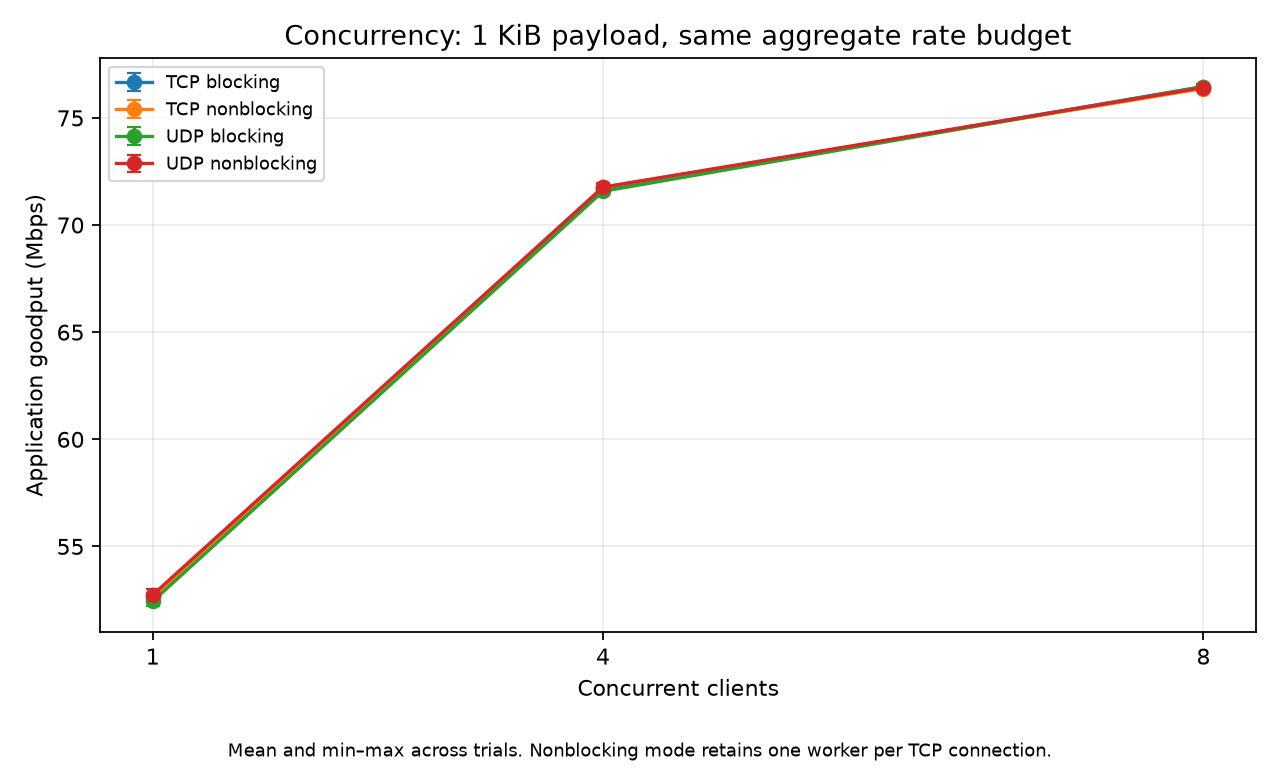 Concurrency: 1 KiB payload, same aggregate rate budget
TCP blocking
TCP nonblocking
UDP blocking
UDP nonblocking
Application goodput (Mbps)
75
70
65
60
55
1
4
8
Concurrent clients
Mean and min–max across trials. Nonblocking mode retains one worker per TCP connection.